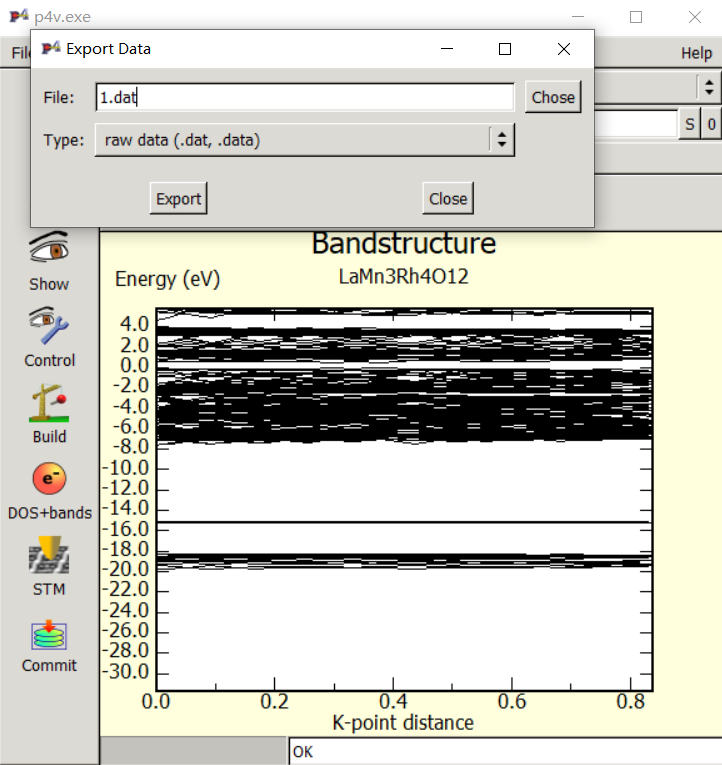 p4v.exe
Export Data
Fil
Help
File:
1.dat
Chose
Type:
raw data (.dat, .data)
S
0
Export
Close
Bandstructure
Energy (eV)
LaMn3Rh4O12
Show
Control
Build
e-
DOS+bands
STM
Commit
4.0
2.0
0.0
-2.0
-4.0
-6.0
-8.0
-10.0
-12.0
-14.0
-16.0
-18.0
-20.0
-22.0
-24.0
-26.0
-28.0
-30.0
0.0
0.2
0.4
0.6
0.8
K-point distance
OK